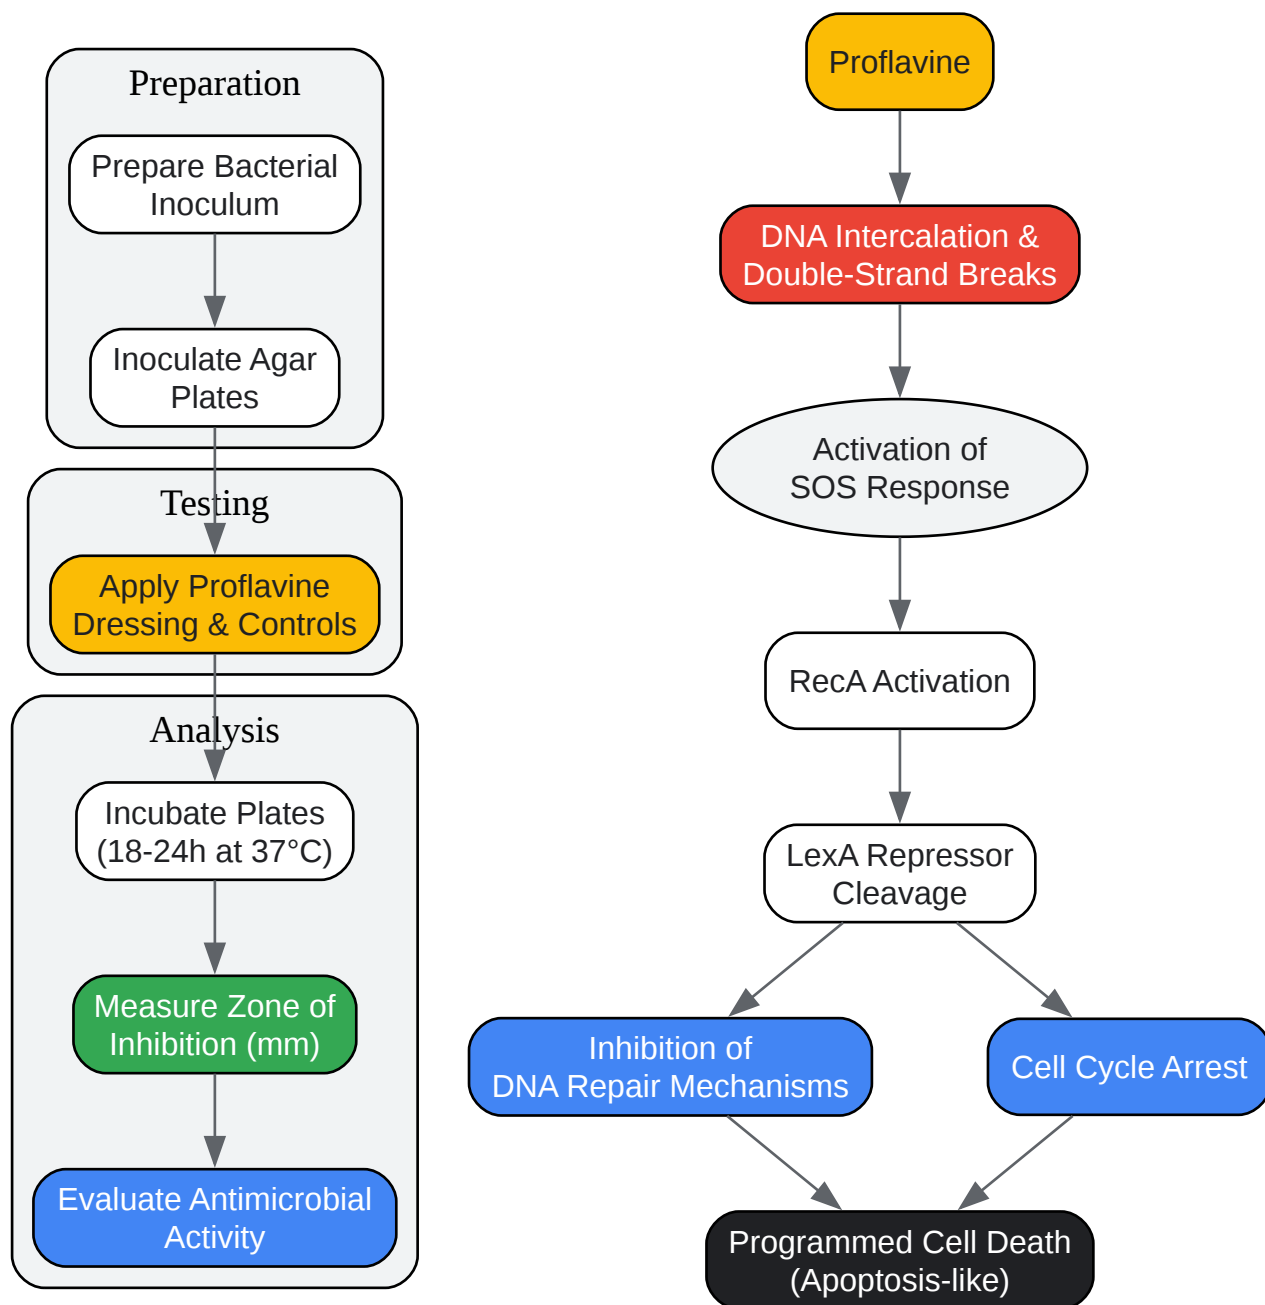 Preparation
Prepare Bacterial
Inoculum
Inoculate Agar
Plates
Testing
Apply Proflavine
Dressing & Controls
Analysis
Incubate Plates
(18-24h at 37°C)
Measure Zone of
Inhibition (mm)
Evaluate Antimicrobial
Activity
Proflavine
DNA Intercalation &
Double-Strand Breaks
Activation of
SOS Response
RecA Activation
LexA Repressor
Cleavage
Inhibition of
DNA Repair Mechanisms
Cell Cycle Arrest
Programmed Cell Death
(Apoptosis-like)